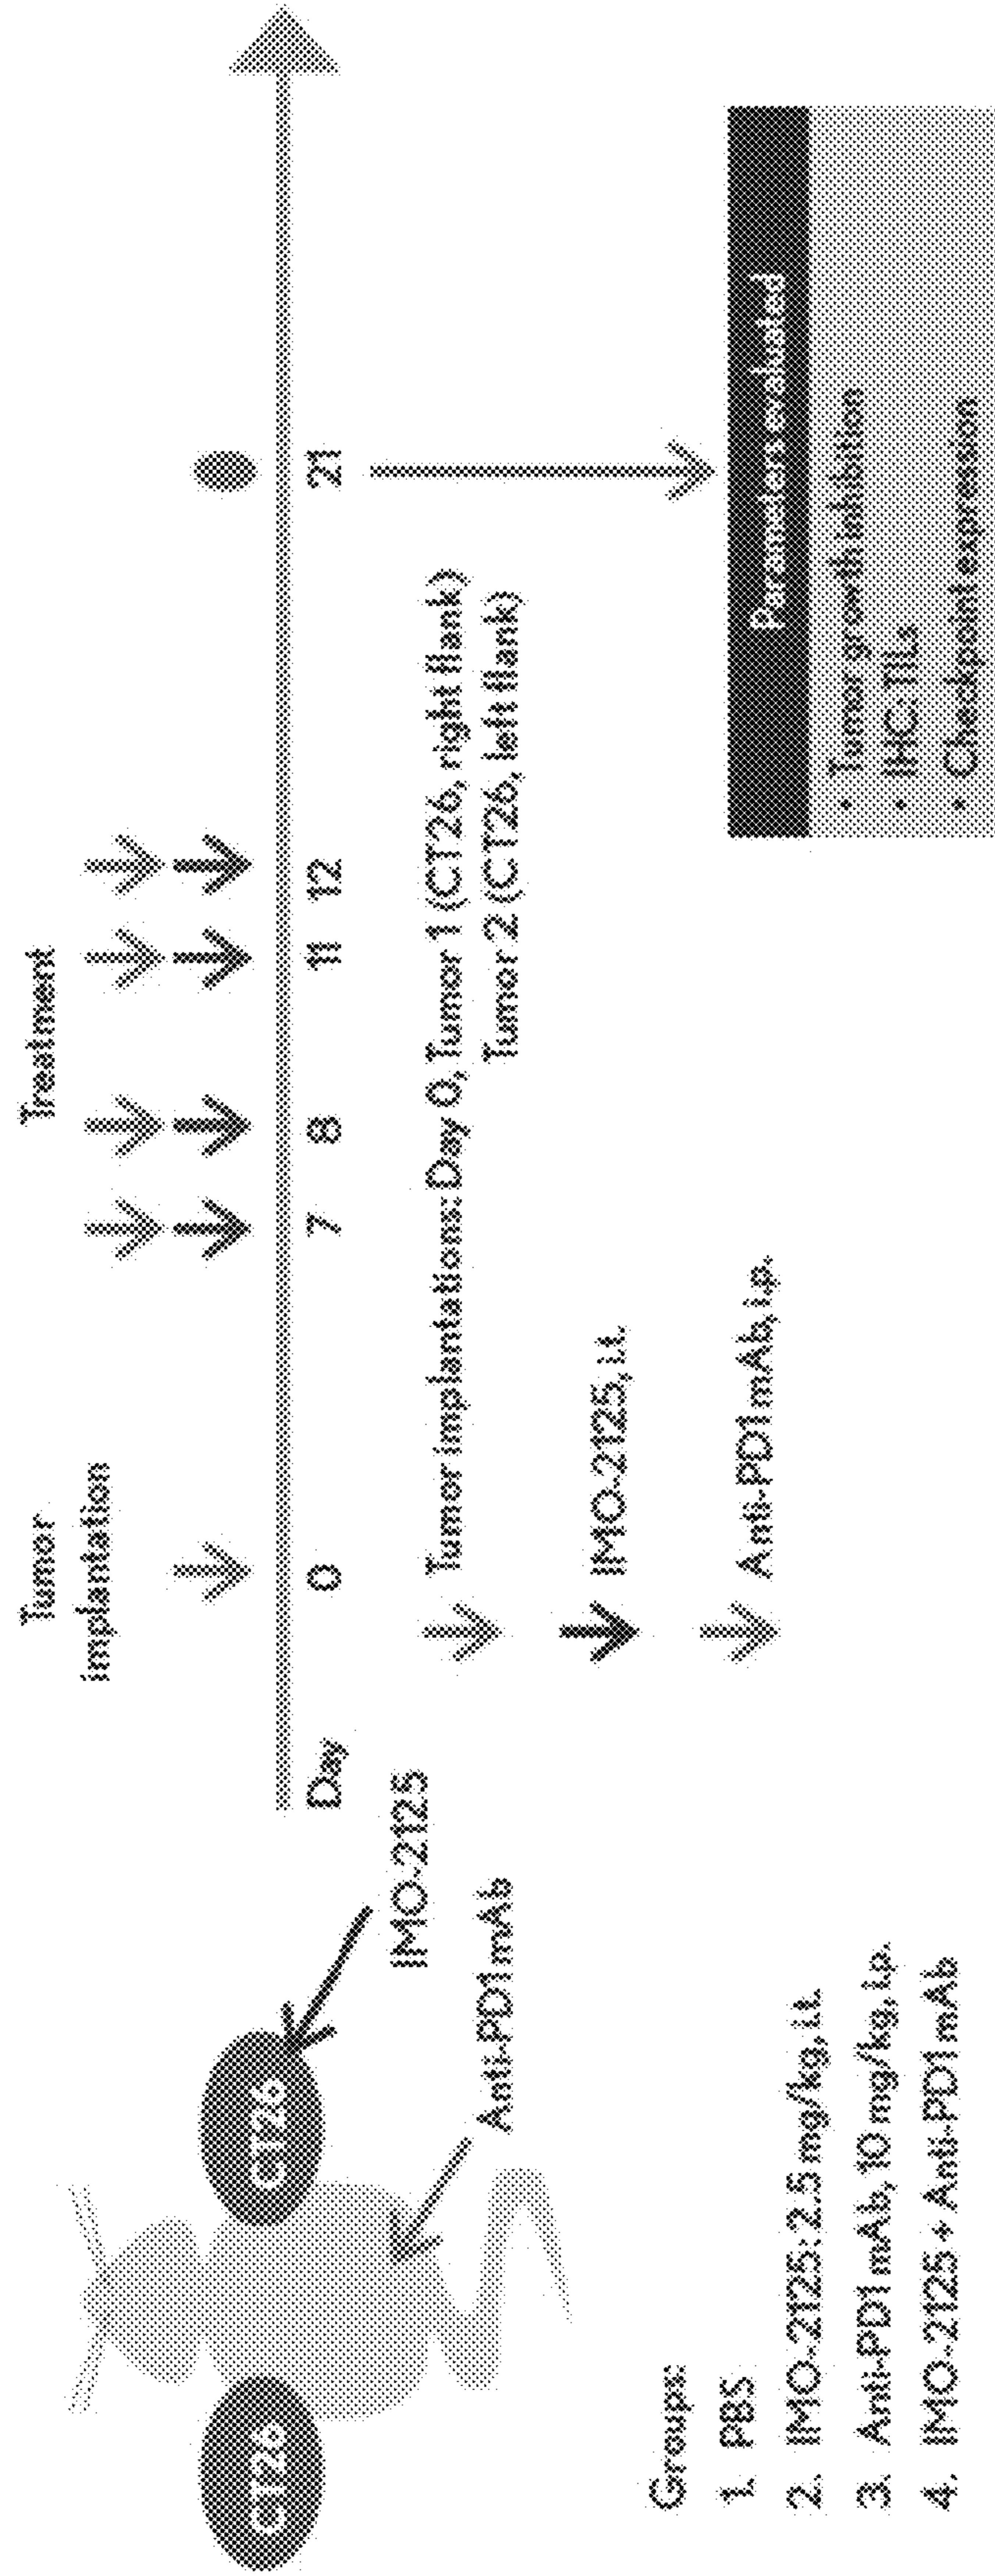 Tumor
implantation
Treatment
CT26
CT26
IMO-2125
Anti-PD1 mAb
Day
0
7
8
11
12
21
Tumor implantations: Day 0, Tumor 1 (CT26, right flank)
Tumor 2 (CT26, left flank)
IMO-2125, i.t.
Anti-PD1 mAb, i.p.
Groups:
1. PBS
2. IMO-2125: 2.5 mg/kg, i.t.
3. Anti-PD1 mAb, 10 mg/kg, i.p.
4. IMO-2125 + Anti-PD1 mAb
Parameters evaluated
• Tumor growth inhibition
• IHC: TILs
• Checkpoint expression